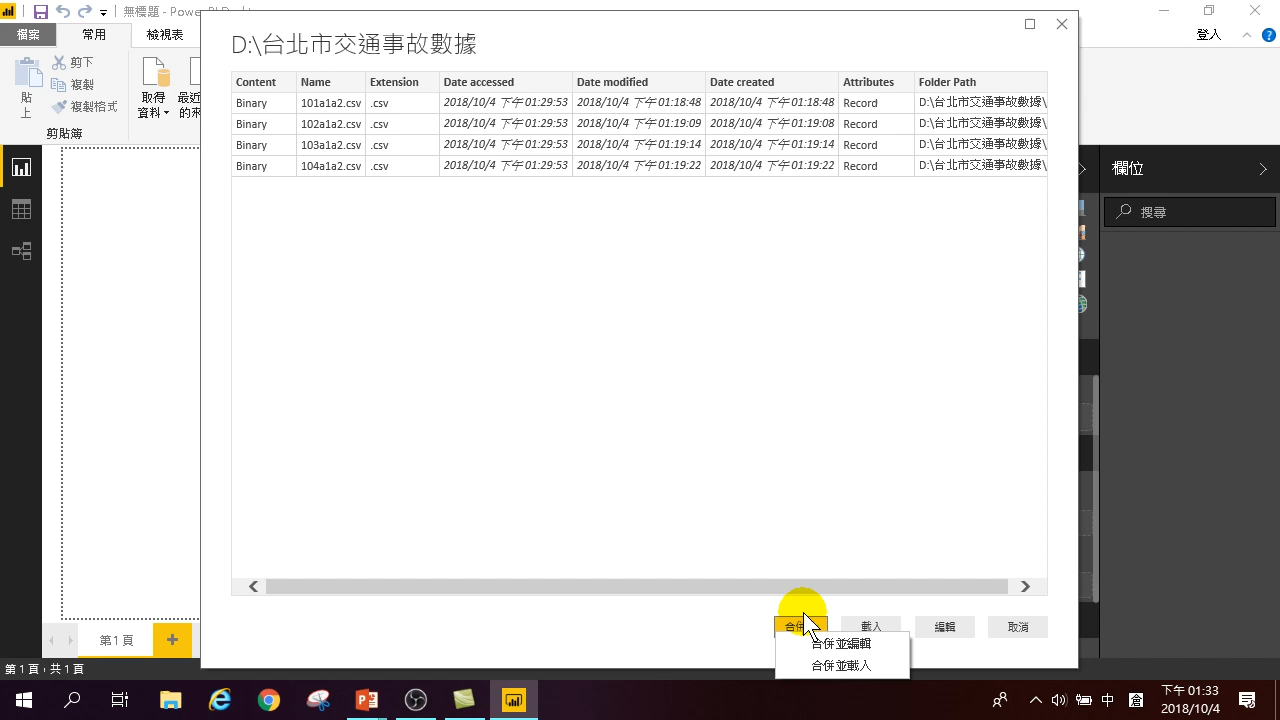 無標題 - Powe
檔案
常用
檢視表
登入
剪下
複製
複製格式
貼上
剪貼簿
取得資料
最近
的來
D:\台北市交通事故數據
Content Name Extension Date accessed Date modified Date created Attributes Folder Path
Binary 101a1a2.csv .csv 2018/10/4 下午 01:29:53 2018/10/4 下午 01:18:48 2018/10/4 下午 01:18:48 Record D:\台北市交通事故數據\
Binary 102a1a2.csv .csv 2018/10/4 下午 01:29:53 2018/10/4 下午 01:19:09 2018/10/4 下午 01:19:08 Record D:\台北市交通事故數據\
Binary 103a1a2.csv .csv 2018/10/4 下午 01:29:53 2018/10/4 下午 01:19:14 2018/10/4 下午 01:19:14 Record D:\台北市交通事故數據\
Binary 104a1a2.csv .csv 2018/10/4 下午 01:29:53 2018/10/4 下午 01:19:22 2018/10/4 下午 01:19:22 Record D:\台北市交通事故數據\
欄位
搜尋
載入
編輯
取消
合併並編輯
合併並載入
第 1 頁
第 1 頁，共 1 頁
中
倉
下午 01:33
2018/10/4